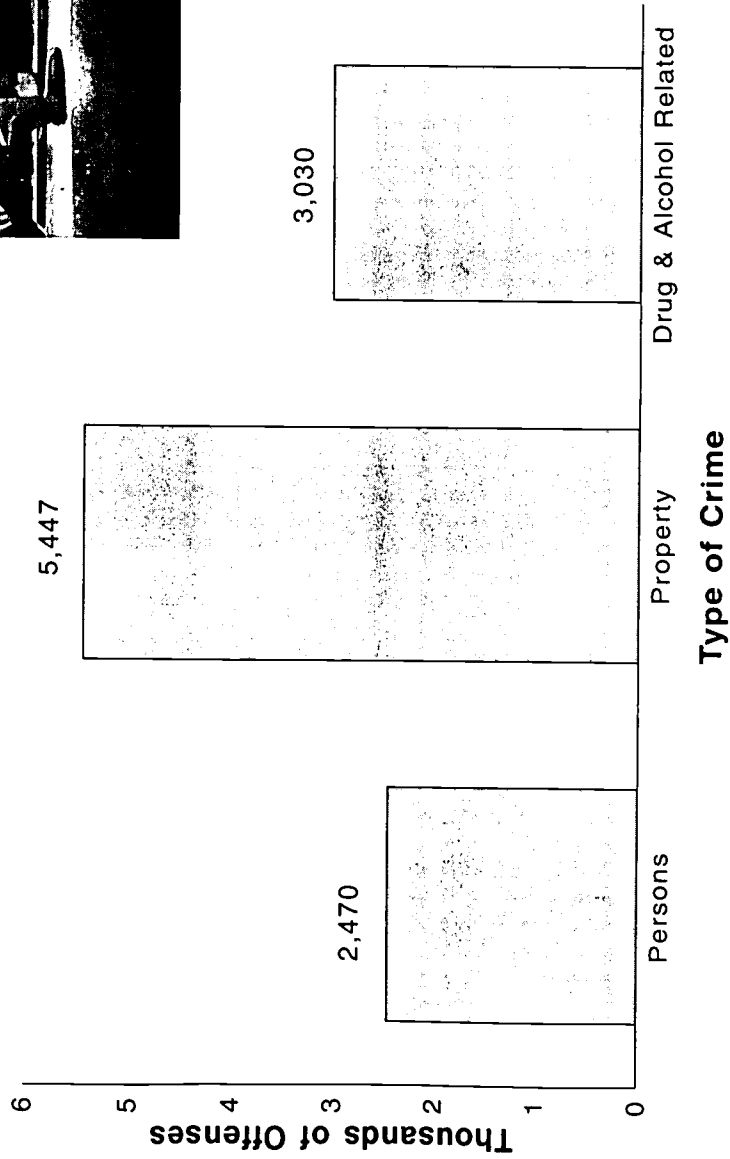 6
5
4
3
2
1
0
Thousands of Offenses
2,470
5,447
3,030
Persons
Property
Drug & Alcohol Related
Type of Crime